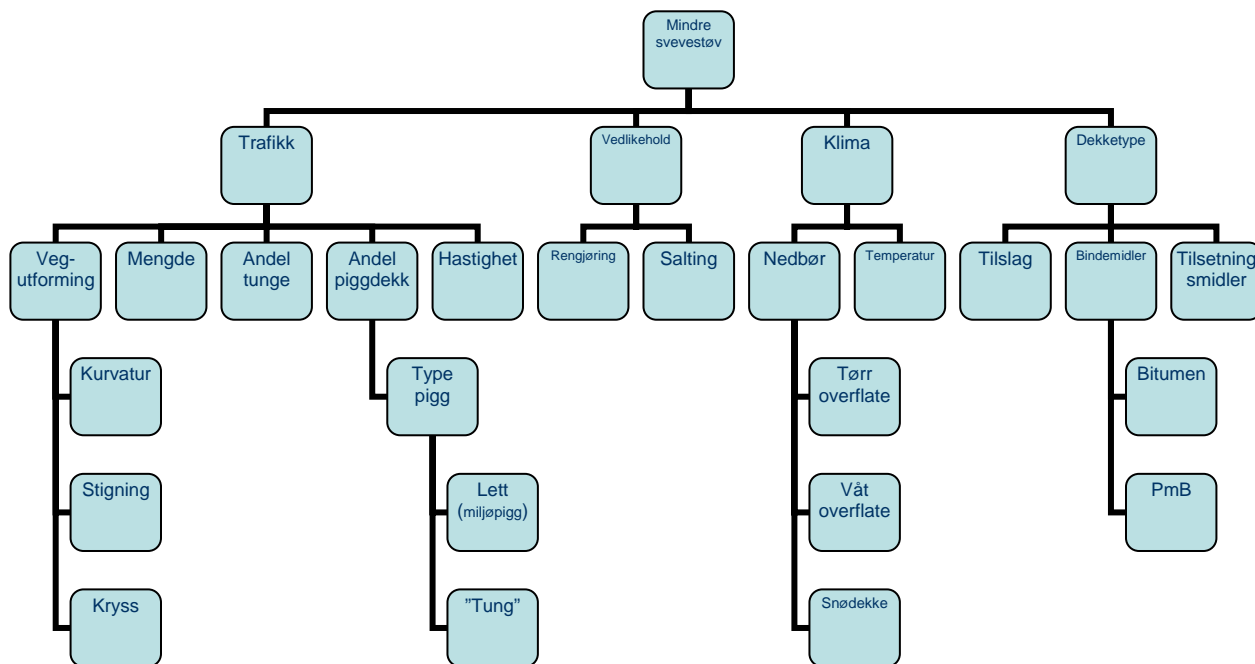 Mindre
svevestøv
Trafikk
Vedlikehold
Klima
Dekketype
Veg-
utforming
Mengde
Andel
tunge
Andel
piggdekk
Hastighet
Rengjøring
Salting
Nedbør
Temperatur
Tilslag
Bindemidler
Tilsetning
smidler
Kurvatur
Type
pigg
Tørr
overflate
Bitumen
Stigning
Lett
(miljøpigg)
Våt
overflate
PmB
Kryss
”Tung”
Snødekke